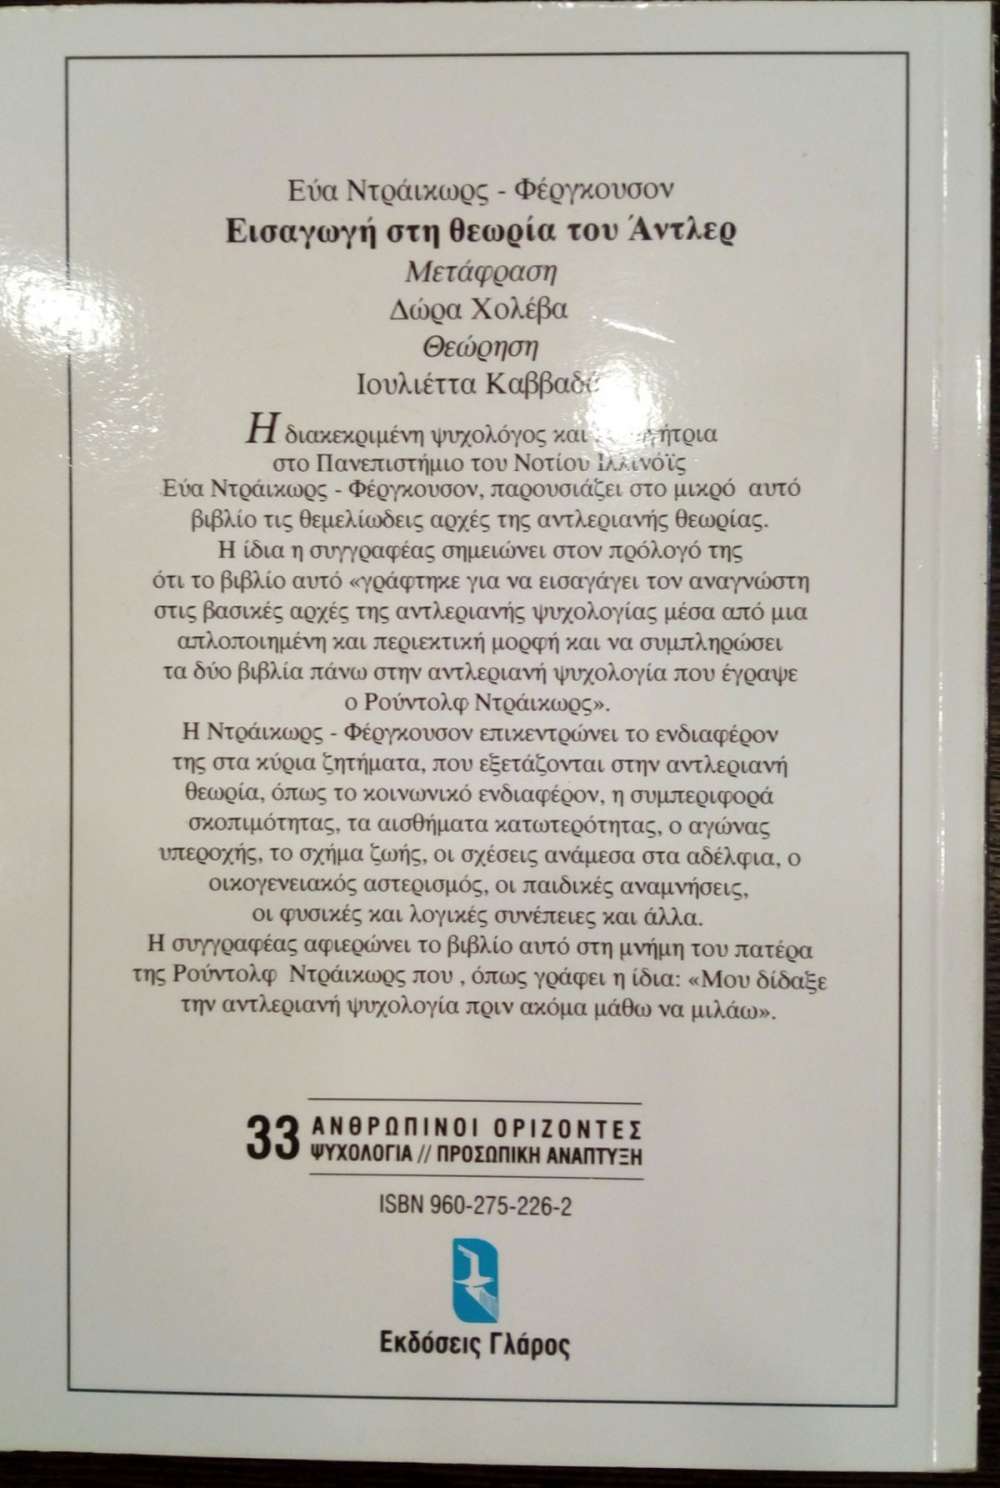 Εύα Ντράικωρς - Φέργκουσον
Εισαγωγή στη θεωρία του Άντλερ
Μετάφραση
Δώρα Χολέβα
Θεώρηση
Ιουλιέττα
Η διακεκριμένη ψυχολόγος και
στο Πανεπιστήμιο του Νοτίου Ιλλινόϊς
Εύα Ντράικωρς - Φέργκουσον, παρουσιάζει στο μικρό αυτό
βιβλίο τις θεμελίωδεις αρχές της αντλεριανής θεωρίας.
Η ίδια η συγγραφέας σημειώνει στον πρόλογό της
ότι το βιβλίο αυτό «γράφτηκε για να εισαγάγει τον αναγνώστη
στις βασικές αρχές της αντλεριανής ψυχολογίας μέσα από μια
απλοποιημένη και περιεκτική μορφή και να συμπληρώσει
τα δύο βιβλία πάνω στην αντλεριανή ψυχολογία που έγραψε
ο Ρούντολφ Ντράικωρς».
Η Ντράικωρς - Φέργκουσον επικεντρώνει το ενδιαφέρον
της στα κύρια ζητήματα, που εξετάζονται στην αντλεριανή
θεωρία, όπως το κοινωνικό ενδιαφέρον, η συμπεριφορά
σκοπιμότητας, τα αισθήματα κατωτερότητας, ο αγώνας
υπεροχής, το σχήμα ζωής, οι σχέσεις ανάμεσα στα αδέλφια, ο
οικογενειακός αστερισμός, οι παιδικές αναμνήσεις,
οι φυσικές και λογικές συνέπειες και άλλα.
Η συγγραφέας αφιερώνει το βιβλίο αυτό στη μνήμη του πατέρα
της Ρούντολφ Ντράικωρς που , όπως γράφει η ίδια: «Μου δίδαξε
την αντλεριανή ψυχολογία πριν ακόμα μάθω να μιλάω».
33 ΑΝΘΡΩΠΙΝΟΙ ΟΡΙΖΟΝΤΕΣ
ΨΥΧΟΛΟΓΙΑ // ΠΡΟΣΩΠΙΚΗ ΑΝΑΠΤΥΞΗ
ISBN 960-275-226-2
Εκδόσεις Γλάρος